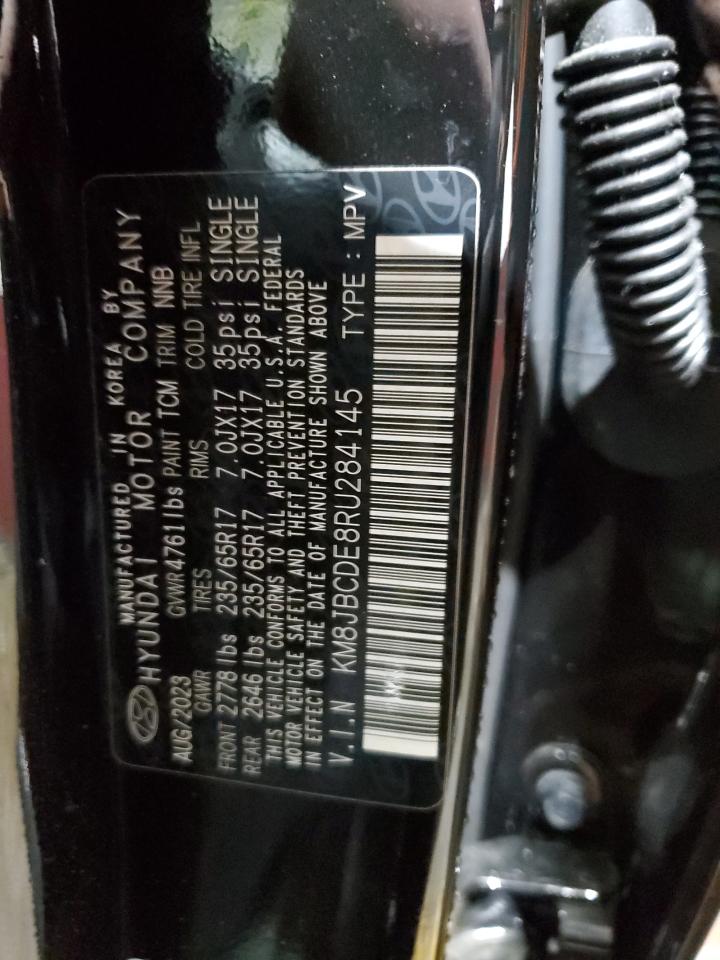 MANUFACTURED IN KOREA BY
HYUNDAI MOTOR COMPANY
AUG/2023 GVWR 4761 lbs PAINT TCM TRIM NNB
GAWR TIRES RIMS COLD TIRE INFL
FRONT 2778 lbs 235/65R17 7.0JX17 35psi SINGLE
REAR 2646 lbs 235/65R17 7.0JX17 35psi SINGLE
THIS VEHICLE CONFORMS TO ALL APPLICABLE U.S.A. FEDERAL
MOTOR VEHICLE SAFETY AND THEFT PREVENTION STANDARDS
IN EFFECT ON THE DATE OF MANUFACTURE SHOWN ABOVE
V.I.N KM8JBCDE8RU284145 TYPE : MPV